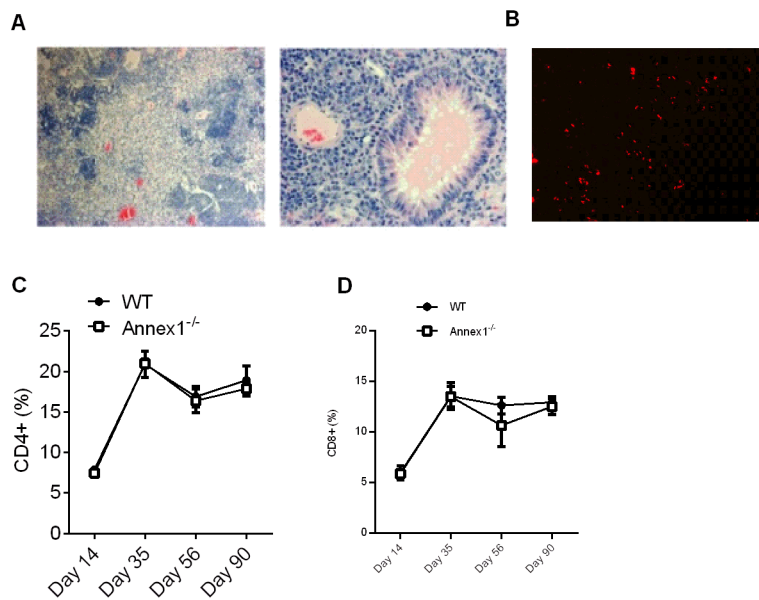 A
B
C
WT
Annex1-/-
25
20
15
10
5
0
CD4+ (%)
Day 14
Day 35
Day 56
Day 90
D
WT
Annex1-/-
20
15
10
5
0
CD8+ (%)
Day 14
Day 35
Day 56
Day 90